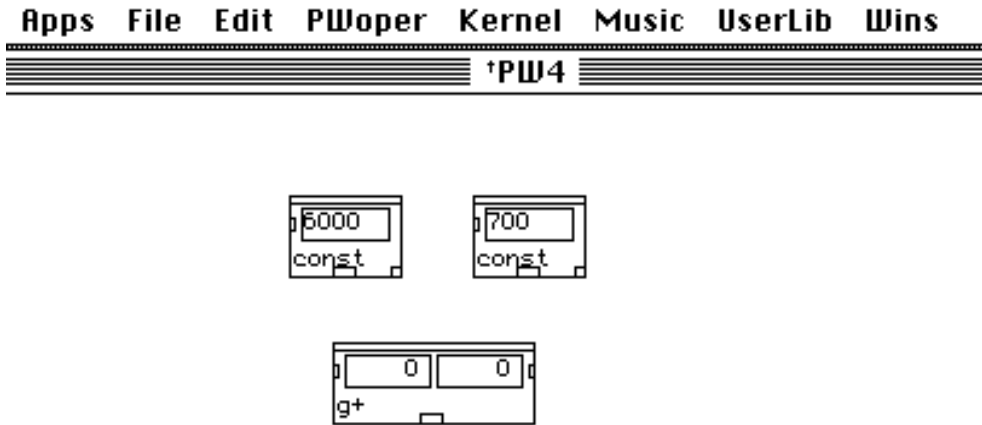 Apps File Edit PWoper Kernel Music UserLib Wins
↑PW4
6000 700
const const
0 0
g+